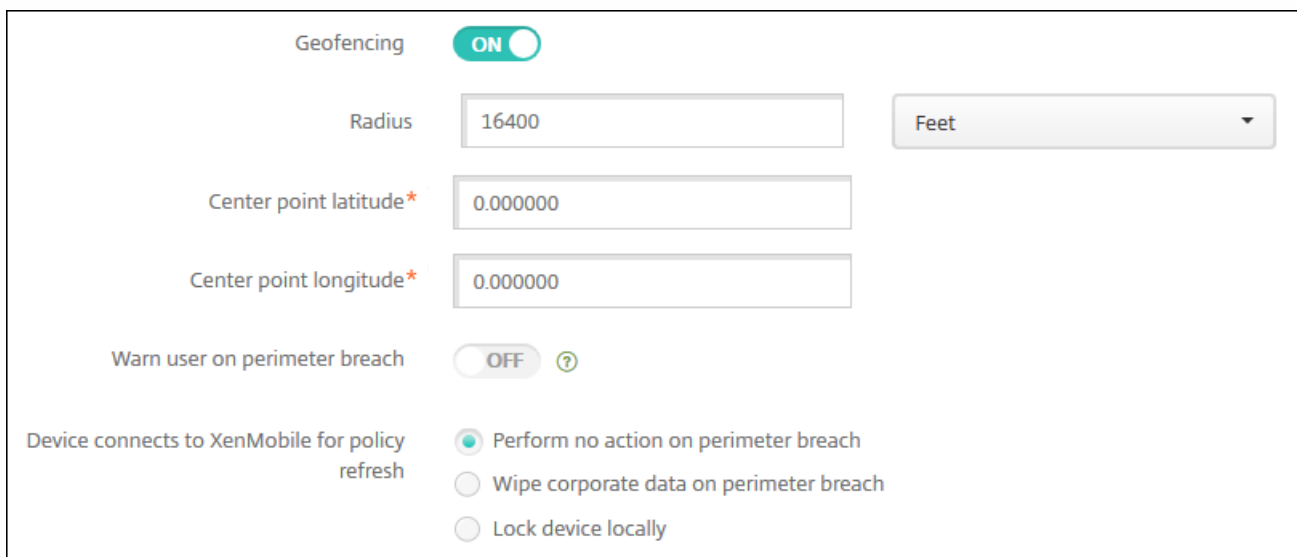 Geofencing ON
Radius 16400 Feet
Center point latitude* 0.000000
Center point longitude* 0.000000
Warn user on perimeter breach OFF ?
Device connects to XenMobile for policy refresh
Perform no action on perimeter breach
Wipe corporate data on perimeter breach
Lock device locally